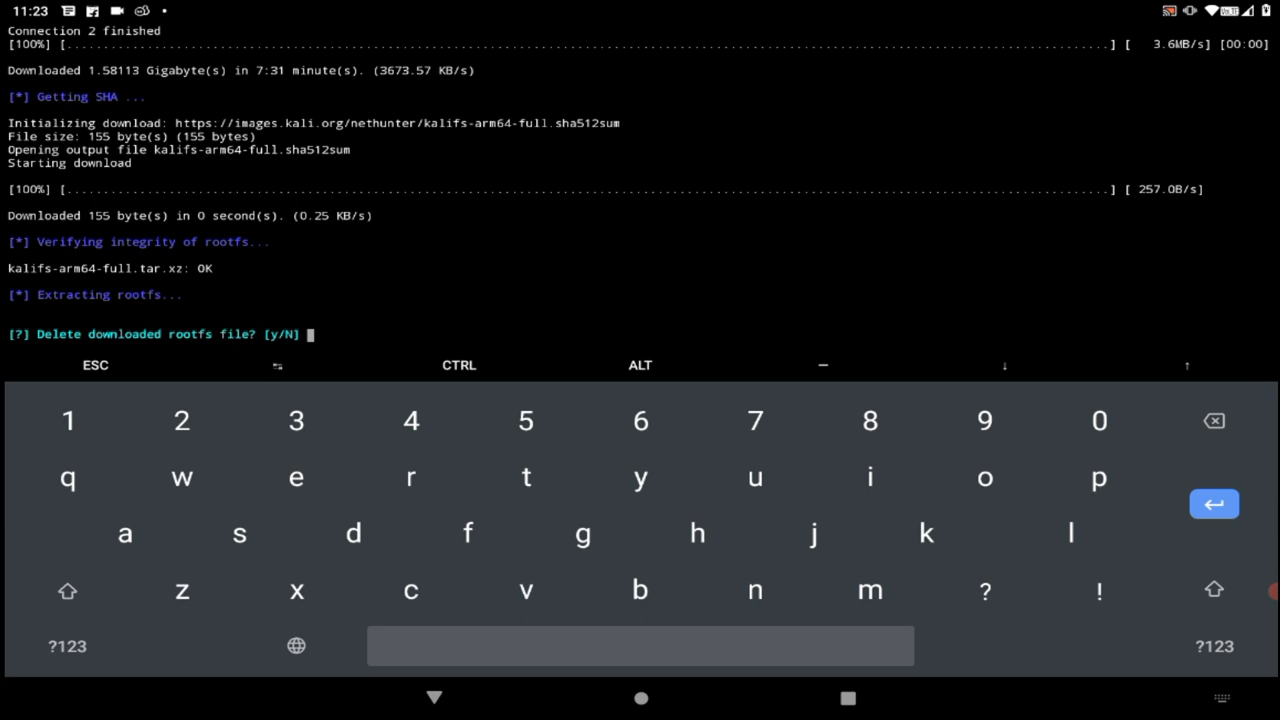 11:23
Connection 2 finished
[100%] [..................................................................................................................................................] [   3.6MB/s] [00:00]
Downloaded 1.58113 Gigabyte(s) in 7:31 minute(s). (3673.57 KB/s)
[*] Getting SHA ...
Initializing download: https://images.kali.org/nethunter/kalifs-arm64-full.sha512sum
File size: 155 byte(s) (155 bytes)
Opening output file kalifs-arm64-full.sha512sum
Starting download
[100%] [..................................................................................................................................................] [ 257.0B/s]
Downloaded 155 byte(s) in 0 second(s). (0.25 KB/s)
[*] Verifying integrity of rootfs...
kalifs-arm64-full.tar.xz: OK
[*] Extracting rootfs...
[?] Delete downloaded rootfs file? [y/N]
ESC CTRL ALT — ↓ ↑
1 2 3 4 5 6 7 8 9 0
q w e r t y u i o p
a s d f g h j k l
z x c v b n m ? !
?123 ?123